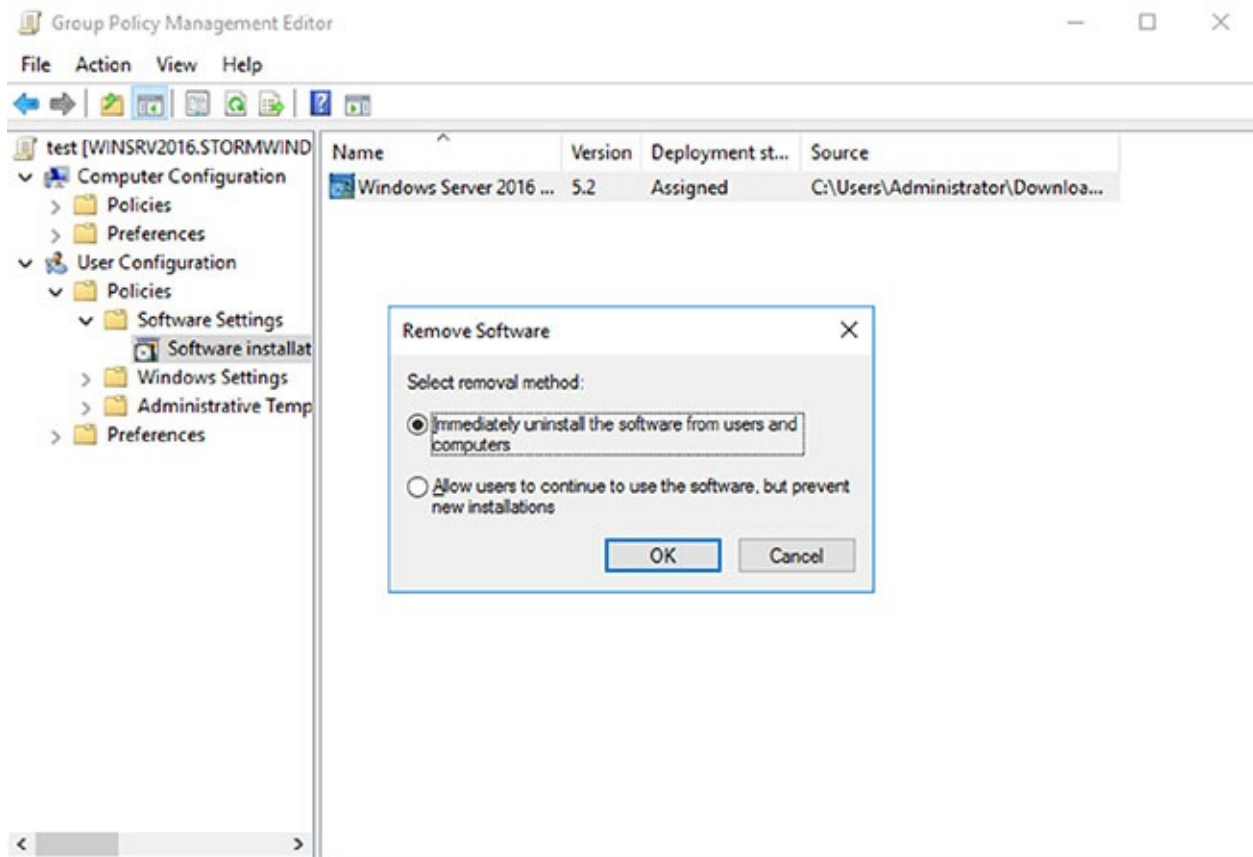 Group Policy Management Editor
File Action View Help
test [WINSRV2016.STORMWIND
Computer Configuration
Policies
Preferences
User Configuration
Policies
Software Settings
Software installat
Windows Settings
Administrative Temp
Preferences
Name Version Deployment st... Source
Windows Server 2016 ... 5.2 Assigned C:\Users\Administrator\Downloa...
Remove Software
Select removal method:
Immediately uninstall the software from users and
computers
Allow users to continue to use the software, but prevent
new installations
OK Cancel